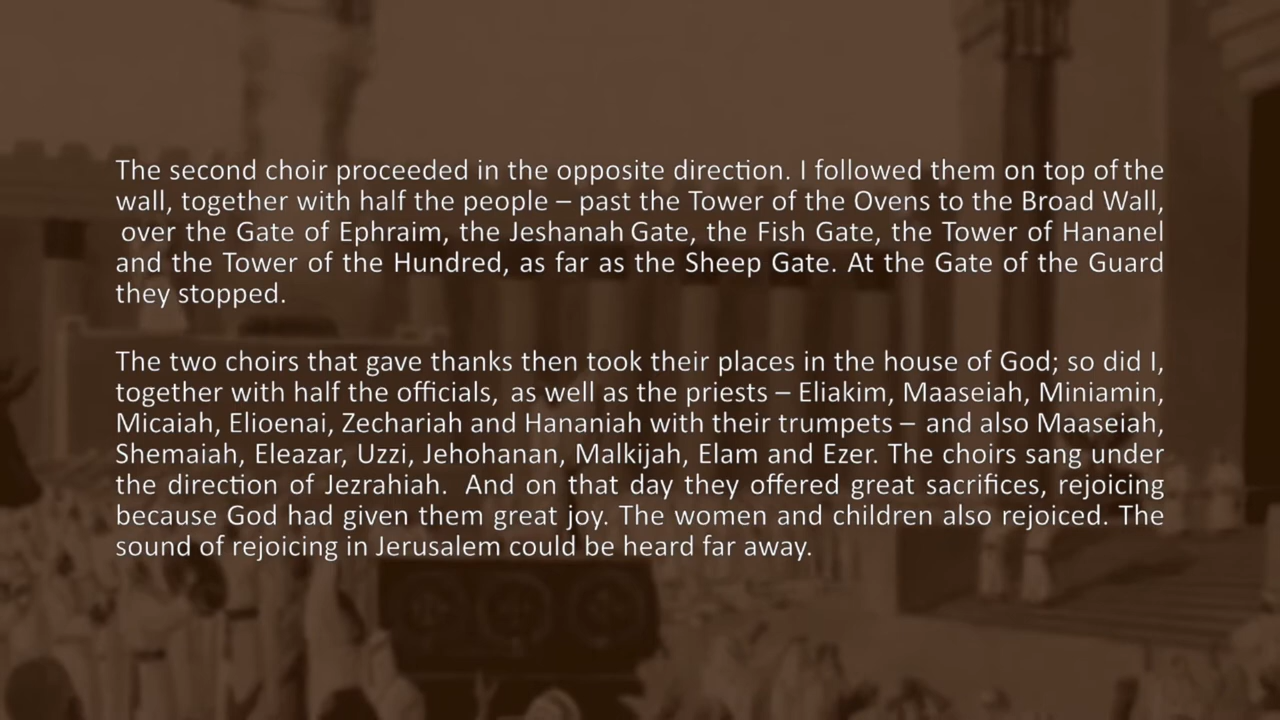 The second choir proceeded in the opposite direction. I followed them on top of the
wall, together with half the people – past the Tower of the Ovens to the Broad Wall,
over the Gate of Ephraim, the Jeshanah Gate, the Fish Gate, the Tower of Hananel
and the Tower of the Hundred, as far as the Sheep Gate. At the Gate of the Guard
they stopped.
The two choirs that gave thanks then took their places in the house of God; so did I,
together with half the officials, as well as the priests – Eliakim, Maaseiah, Miniamin,
Micaiah, Elioenai, Zechariah and Hananiah with their trumpets – and also Maaseiah,
Shemaiah, Eleazar, Uzzi, Jehohanan, Malkijah, Elam and Ezer. The choirs sang under
the direction of Jezrahiah. And on that day they offered great sacrifices, rejoicing
because God had given them great joy. The women and children also rejoiced. The
sound of rejoicing in Jerusalem could be heard far away.